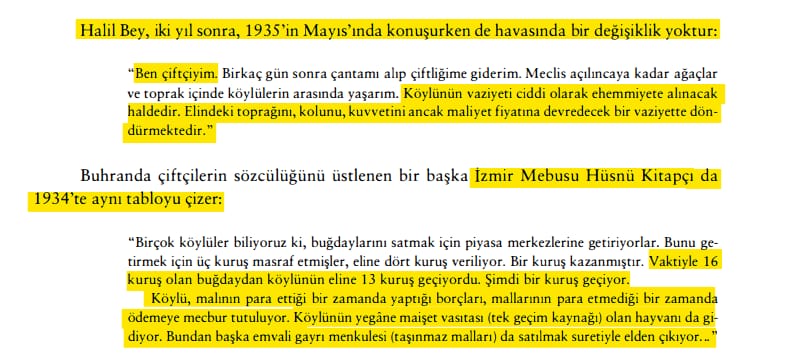 Halil Bey, iki yıl sonra, 1935’in Mayıs’ında konuşurken de havasında bir değişiklik yoktur:
“Ben çiftçiyim. Birkaç gün sonra çantamı alıp çiftliğime giderim. Meclis açılıncaya kadar ağaçlar
ve toprak içinde köylülerin arasında yaşarım. Köylünün vaziyeti ciddi olarak ehemmiyete alınacak
haldedir. Elindeki toprağını, kolunu, kuvvetini ancak maliyet fiyatına devredecek bir vaziyette dön-
dürmektedir.”
Buhranda çiftçilerin sözcülüğünü üstlenen bir başka İzmir Mebusu Hüsnü Kitapçı da
1934’te aynı tabloyu çizer:
“Birçok köylüler biliyoruz ki, buğdaylarını satmak için piyasa merkezlerine getiriyorlar. Bunu ge-
tirmek için üç kuruş masraf etmişler, eline dört kuruş veriliyor. Bir kuruş kazanmıştır. Vaktiyle 16
kuruş olan buğdaydan köylünün eline 13 kuruş geçiyordu. Şimdi bir kuruş geçiyor.
Köylü, malının para ettiği bir zamanda yaptığı borçları, mallarının para etmediği bir zamanda
ödemeye mecbur tutuluyor. Köylünün yegâne maişet vasıtası (tek geçim kaynağı) olan hayvanı da gi-
diyor. Bundan başka emvali gayrı menkulesi (taşınmaz malları) da satılmak suretiyle elden çıkıyor...”